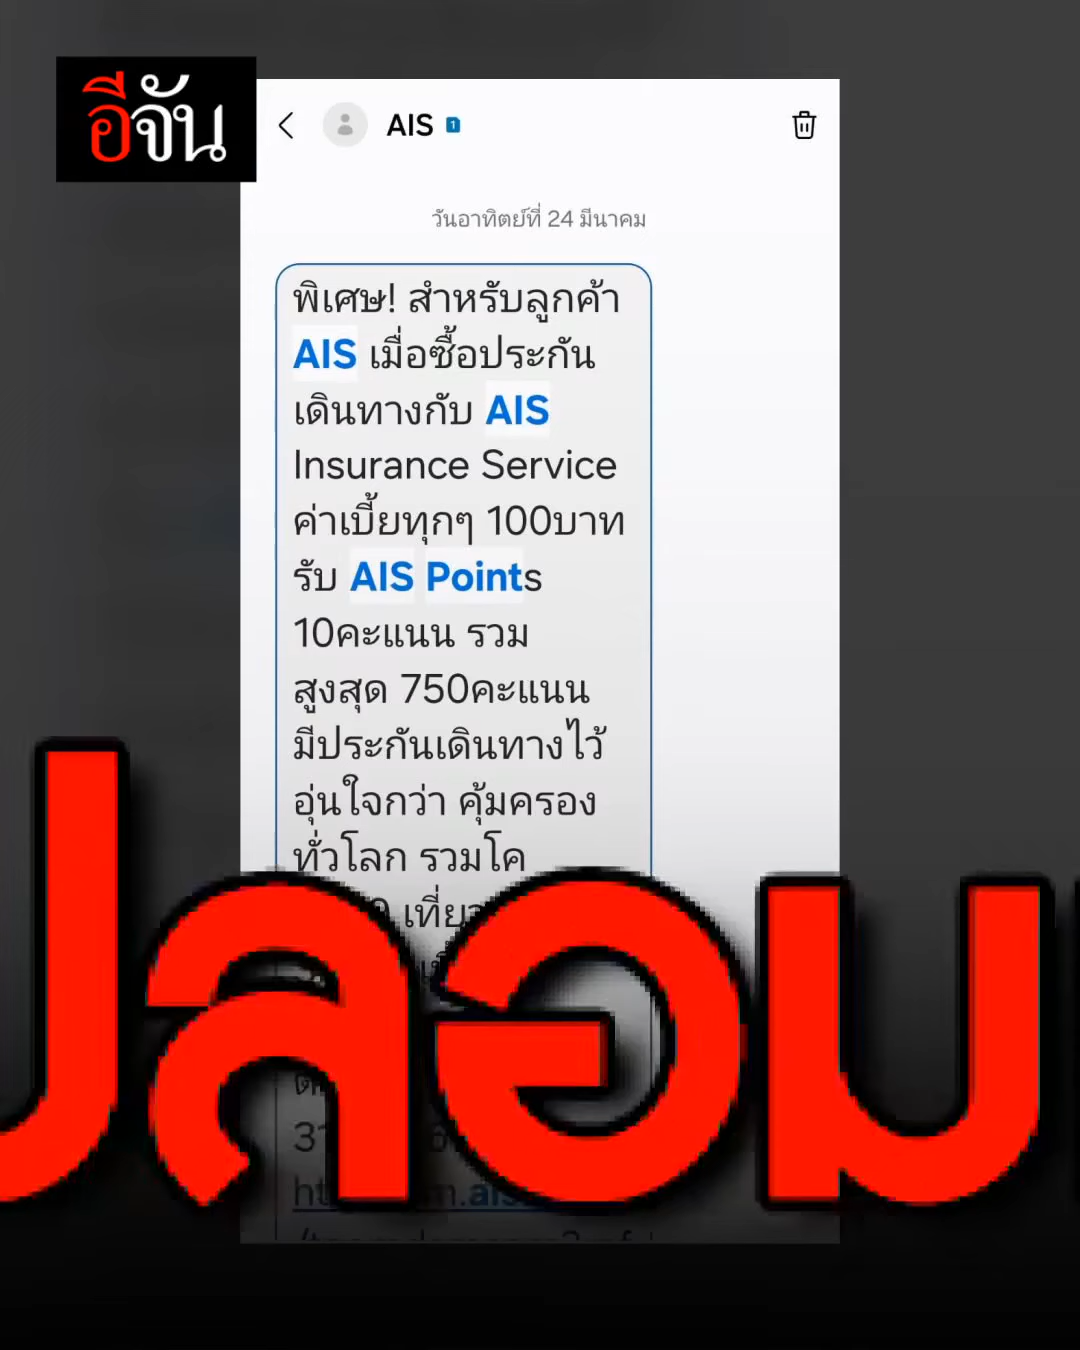 อีจัน
AIS 1
วันอาทิตย์ที่ 24 มีนาคม
พิเศษ! สำหรับลูกค้า
AIS เมื่อซื้อประกัน
เดินทางกับ AIS
Insurance Service
ค่าเบี้ยทุกๆ 100บาท
รับ AIS Points
10คะแนน รวม
สูงสุด 750คะแนน
มีประกันเดินทางไว้
อุ่นใจกว่า คุ้มครอง
ทั่วโลก รวมโค
ปลอม